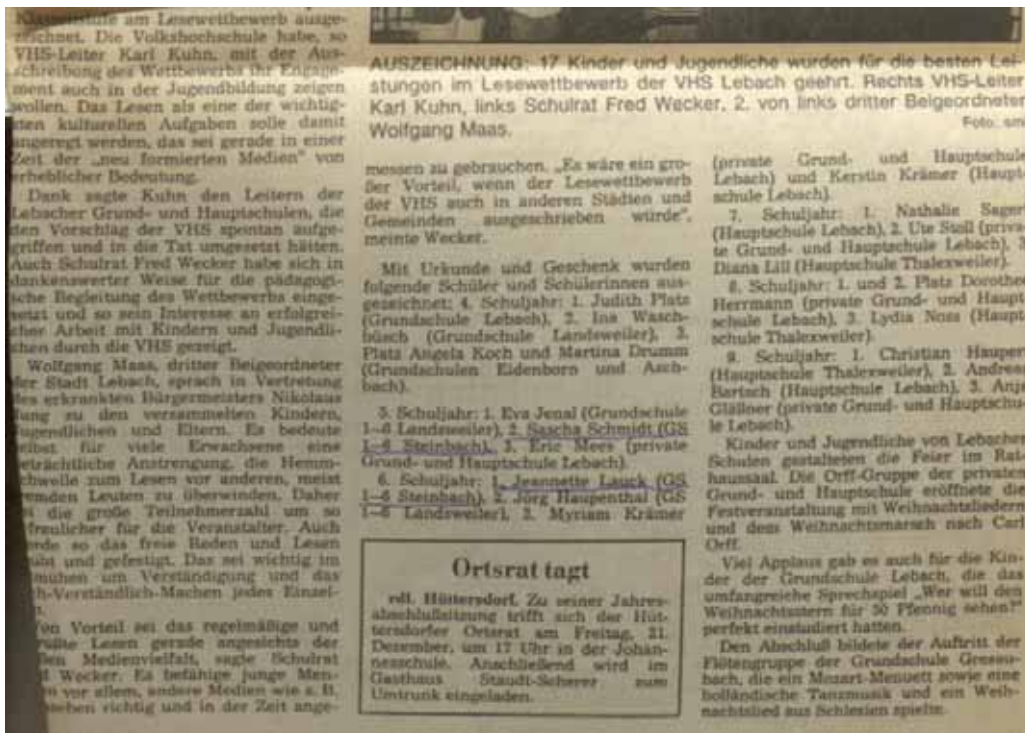 Klassenstufe am Lesewettbewerb ausge-
zeichnet. Die Volkshochschule habe, so
VHS-Leiter Karl Kuhn, mit der Aus-
schreibung des Wettbewerbs ihr Engage-
ment auch in der Jugendbildung zeigen
wollen. Das Lesen als eine der wichtig-
sten kulturellen Aufgaben solle damit
angeregt werden, das sei gerade in einer
Zeit der „neu formierten Medien" von
erheblicher Bedeutung.
Dank sagte Kuhn den Leitern der
Lebacher Grund- und Hauptschulen, die
den Vorschlag der VHS spontan aufge-
griffen und in die Tat umgesetzt hätten.
Auch Schulrat Fred Wecker habe sich in
dankenswerter Weise für die pädagogi-
sche Begleitung des Wettbewerbs einge-
setzt und so sein Interesse an erfolgrei-
cher Arbeit mit Kindern und Jugendli-
chen durch die VHS gezeigt.
Wolfgang Maas, dritter Beigeordneter
der Stadt Lebach, sprach in Vertretung
des erkrankten Bürgermeisters Nikolaus
Jung zu den versammelten Kindern,
Jugendlichen und Eltern. Es bedeute
selbst für viele Erwachsene eine
beträchtliche Anstrengung, die Hemm-
schwelle zum Lesen vor anderen, meist
fremden Leuten zu überwinden. Daher
sei die große Teilnehmerzahl um so
erfreulicher für die Veranstalter. Auch
werde so das freie Reden und Lesen
geübt und gefestigt. Das sei wichtig im
Bemühen um Verständigung und das
Sich-Verständlich-Machen jedes Einzel-
Von Vorteil sei das regelmäßige und
Lesen gerade angesichts der
Medienvielfalt, sagte Schulrat
Wecker. Es befähige junge Men-
vor allem, andere Medien wie z. B.
richtig und in der Zeit ange-
AUSZEICHNUNG: 17 Kinder und Jugendliche wurden für die besten Lei-
stungen im Lesewettbewerb der VHS Lebach geehrt. Rechts VHS-Leiter
Karl Kuhn, links Schulrat Fred Wecker, 2. von links dritter Beigeordneter
Wolfgang Maas.
Foto: sm
messen zu gebrauchen. „Es wäre ein gro-
ßer Vorteil, wenn der Lesewettbewerb
der VHS auch in anderen Städten und
Gemeinden ausgeschrieben würde",
meinte Wecker.
Mit Urkunde und Geschenk wurden
folgende Schüler und Schülerinnen aus-
gezeichnet: 4. Schuljahr: 1. Judith Platz
(Grundschule Lebach), 2. Ina Wasch-
büsch (Grundschule Landsweiler), 3.
Platz Angela Koch und Martina Drumm
(Grundschulen Eidenborn und Asch-
bach).
5. Schuljahr: 1. Eva Jenal (Grundschule
1—6 Landsweiler), 2. Sascha Schmidt (GS
1—6 Steinbach), 3. Eric Mees (private
Grund- und Hauptschule Lebach).
6. Schuljahr: 1. Jeannette Lauck (GS
1—6 Steinbach), 2. Jörg Haupenthal (GS
1—6 Landsweiler), 3. Myriam Krämer
Ortsrat tagt
rdl. Hüttersdorf. Zu seiner Jahres-
abschlußsitzung trifft sich der Hüt-
tersdorfer Ortsrat am Freitag, 21.
Dezember, um 17 Uhr in der Johan-
nesschule. Anschließend wird im
Gasthaus Staudt-Scherer zum
Umtrunk eingeladen.
(private Grund- und Hauptschule
Lebach) und Kerstin Krämer (Haupt-
schule Lebach).
7. Schuljahr: 1. Nathalie Sager
(Hauptschule Lebach), 2. Ute Stoll (priva-
te Grund- und Hauptschule Lebach), 3
Diana Lill (Hauptschule Thalexweiler).
8. Schuljahr: 1. und 2. Platz Dorothee
Herrmann (private Grund- und Haupt-
schule Lebach), 3. Lydia Noss (Haupt-
schule Thalexweiler).
9. Schuljahr: 1. Christian Haupert
(Hauptschule Thalexweiler), 2. Andreas
Bartsch (Hauptschule Lebach), 3. Anja
Gläßner (private Grund- und Hauptschu-
le Lebach).
Kinder und Jugendliche von Lebacher
Schulen gestalteten die Feier im Rat-
haussaal. Die Orff-Gruppe der privaten
Grund- und Hauptschule eröffnete die
Festveranstaltung mit Weihnachtsliedern
und dem Weihnachtsmarsch nach Carl
Orff.
Viel Applaus gab es auch für die Kin-
der der Grundschule Lebach, die das
umfangreiche Sprechspiel „Wer will den
Weihnachtsstern für 50 Pfennig sehen?"
perfekt einstudiert hatten.
Den Abschluß bildete der Auftritt der
Flötengruppe der Grundschule Gresau-
bach, die ein Mozart-Menuett sowie eine
holländische Tanzmusik und ein Weih-
nachtslied aus Schlesien spielte.